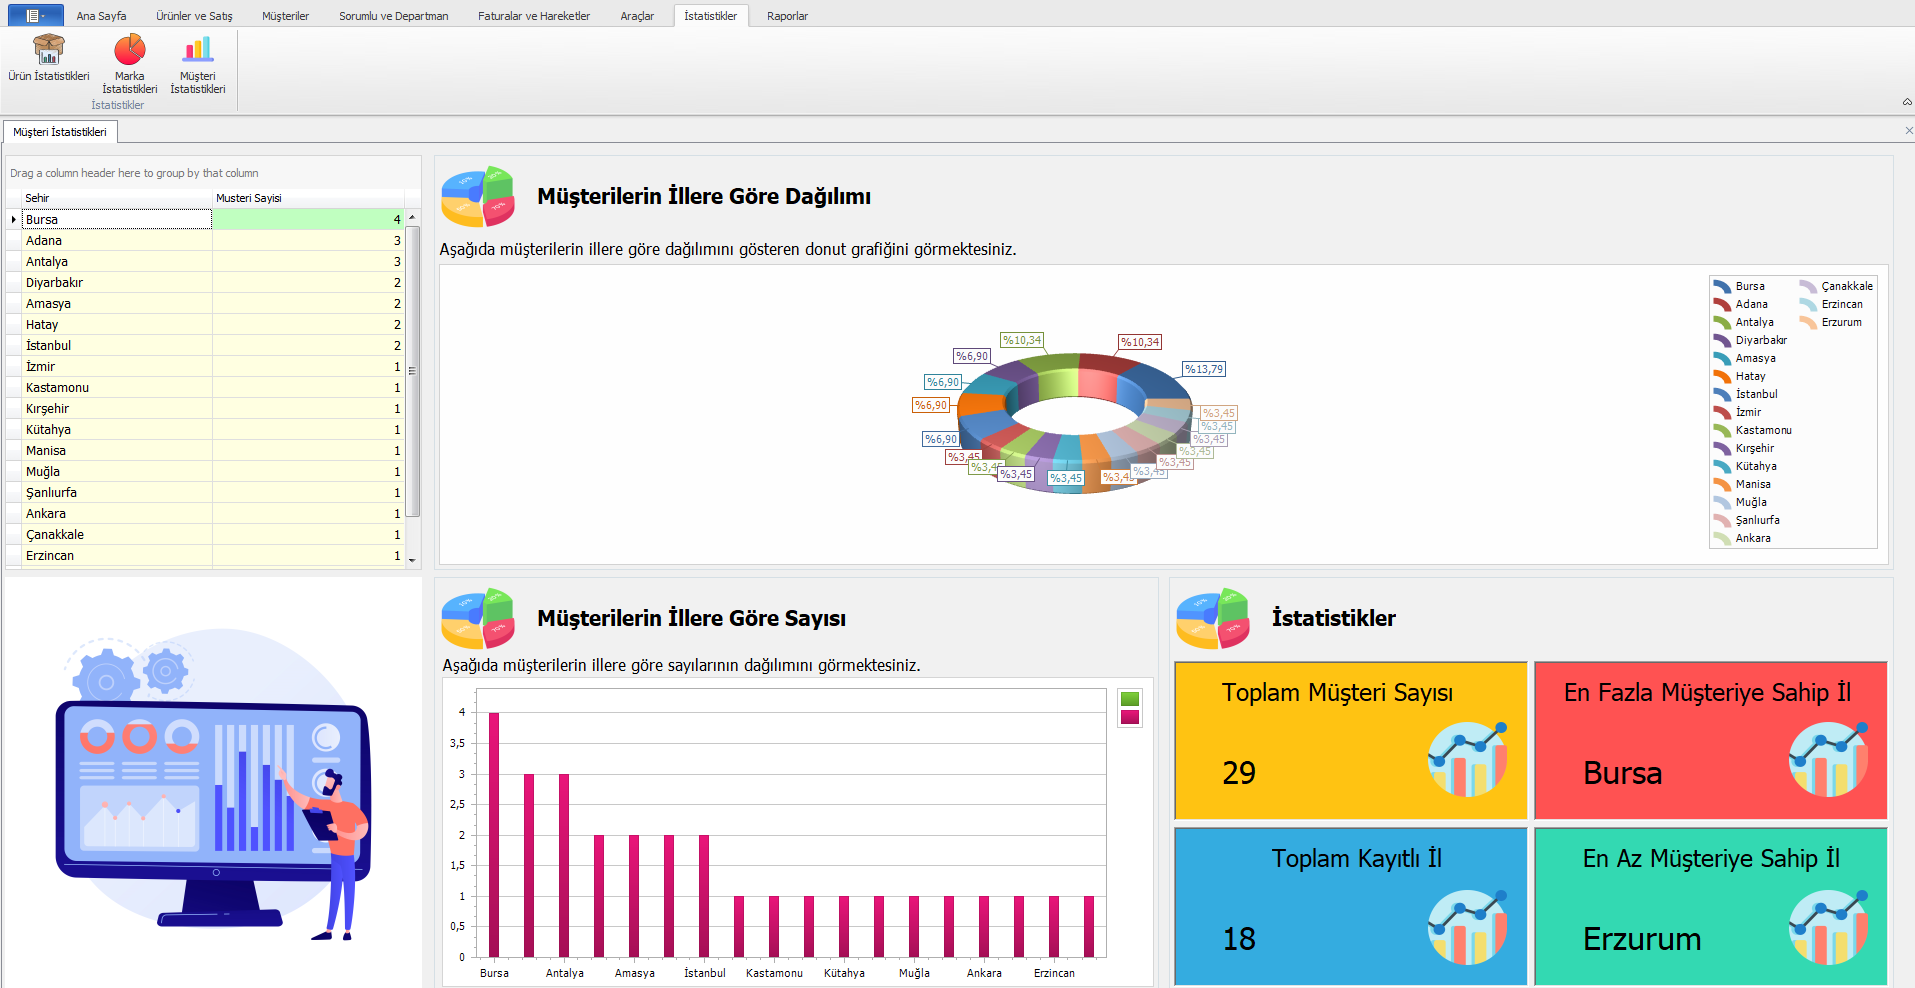 Ana Sayfa
Ürünler ve Satış
Müşteriler
Sorumlu ve Departman
Faturalar ve Hareketler
Araçlar
İstatistikler
Raporlar
Ürün İstatistikleri
Marka
İstatistikleri
Müşteri
İstatistikleri
İstatistikler
Müşteri İstatistikleri
Drag a column header here to group by that column
Sehir Musteri Sayisi
Bursa 4
Adana 3
Antalya 3
Diyarbakır 2
Amasya 2
Hatay 2
İstanbul 2
İzmir 1
Kastamonu 1
Kırşehir 1
Kütahya 1
Manisa 1
Muğla 1
Şanlıurfa 1
Ankara 1
Çanakkale 1
Erzincan 1
Müşterilerin İllere Göre Dağılımı
Aşağıda müşterilerin illere göre dağılımını gösteren donut grafiğini görmektesiniz.
%10,34
%10,34
%6,90
%13,79
%6,90
%6,90
%3,45
%3,45
%6,90
%3,45
%3,45
%3,45
%3,45
%3,45
%3,45
%3,45
%3,45
Bursa
Adana
Antalya
Diyarbakır
Amasya
Hatay
İstanbul
İzmir
Kastamonu
Kırşehir
Kütahya
Manisa
Muğla
Şanlıurfa
Ankara
Çanakkale
Erzincan
Erzurum
Müşterilerin İllere Göre Sayısı
Aşağıda müşterilerin illere göre sayılarının dağılımını görmektesiniz.
4
3,5
3
2,5
2
1,5
1
0,5
0
Bursa Antalya Amasya İstanbul Kastamonu Kütahya Muğla Ankara Erzincan
İstatistikler
Toplam Müşteri Sayısı
29
En Fazla Müşteriye Sahip İl
Bursa
Toplam Kayıtlı İl
18
En Az Müşteriye Sahip İl
Erzurum